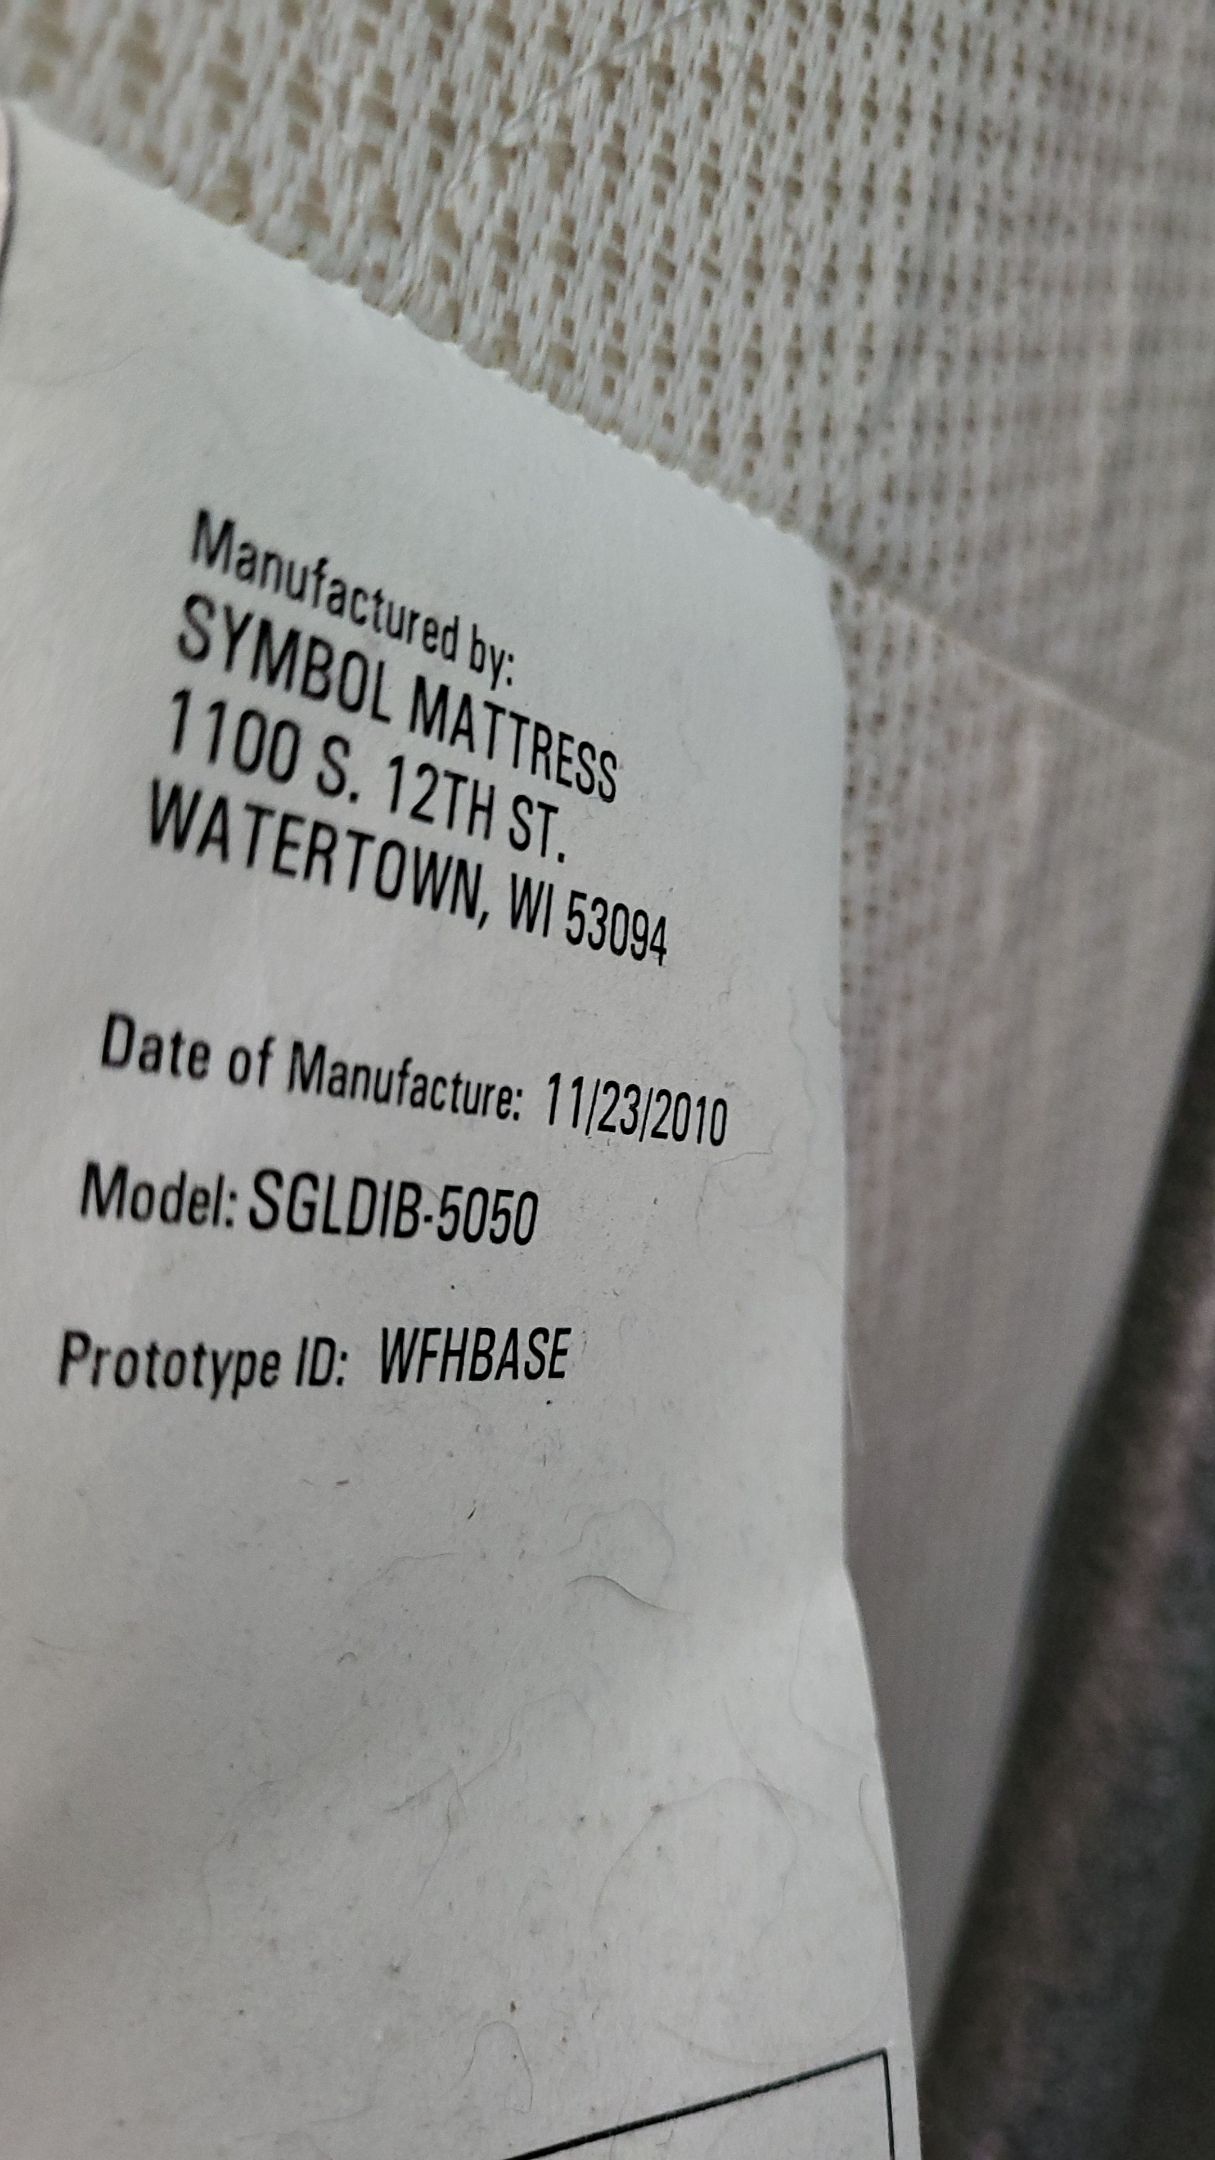 Manufactured by:
SYMBOL MATTRESS
1100 S. 12TH ST.
WATERTOWN, WI 53094
Date of Manufacture: 11/23/2010
Model: SGLDIB-5050
Prototype ID: WFHBASE